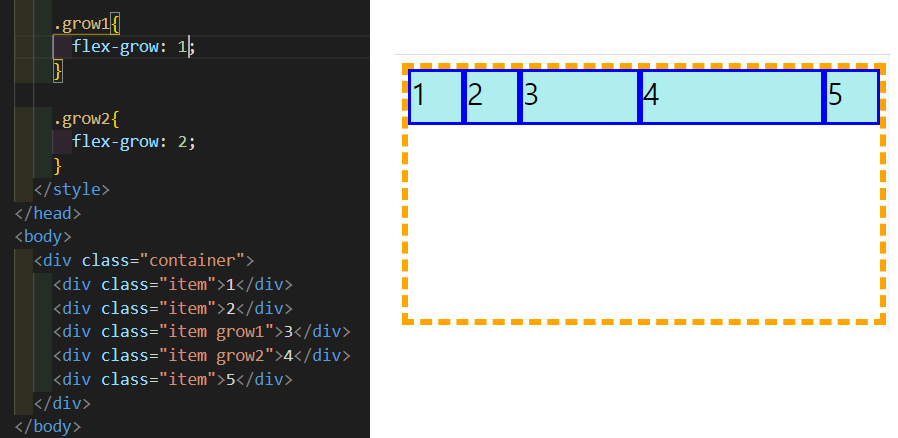 .grow1{
flex-grow: 1;
}
.grow2{
flex-grow: 2;
}
</style>
</head>
<body>
<div class="container">
<div class="item">1</div>
<div class="item">2</div>
<div class="item grow1">3</div>
<div class="item grow2">4</div>
<div class="item">5</div>
</div>
</body>
1 2 3 4 5